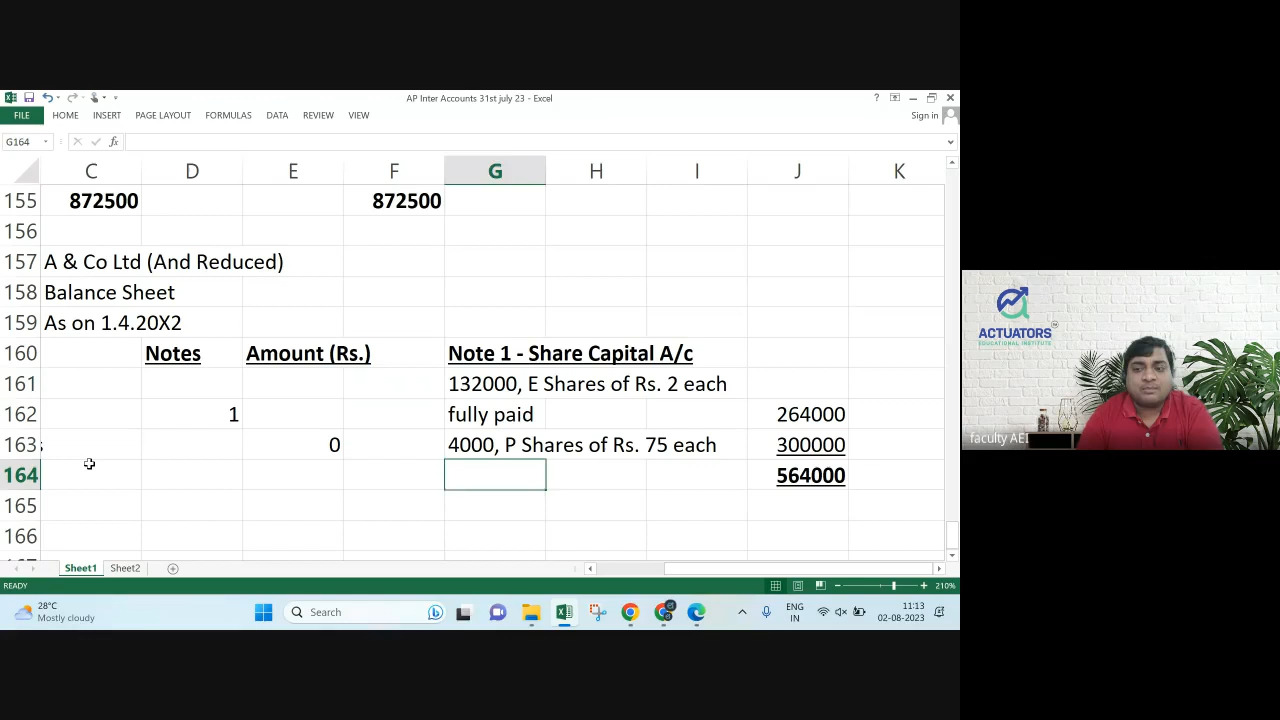 AP Inter Accounts 31st july 23 - Excel
?
FILE HOME INSERT PAGE LAYOUT FORMULAS DATA REVIEW VIEW Sign in
G164 fx
C D E F G H I J K
155 872500 872500
156
157 A & Co Ltd (And Reduced)
158 Balance Sheet
159 As on 1.4.20X2
160 Notes Amount (Rs.) Note 1 - Share Capital A/c
161 132000, E Shares of Rs. 2 each
162 1 fully paid 264000
163 0 4000, P Shares of Rs. 75 each 300000
164 564000
165
166
Sheet1 Sheet2
READY 210%
28°C
Mostly cloudy
Search
ENG
IN
11:13
02-08-2023
ACTUATORS
EDUCATIONAL INSTITUTE
faculty AEI